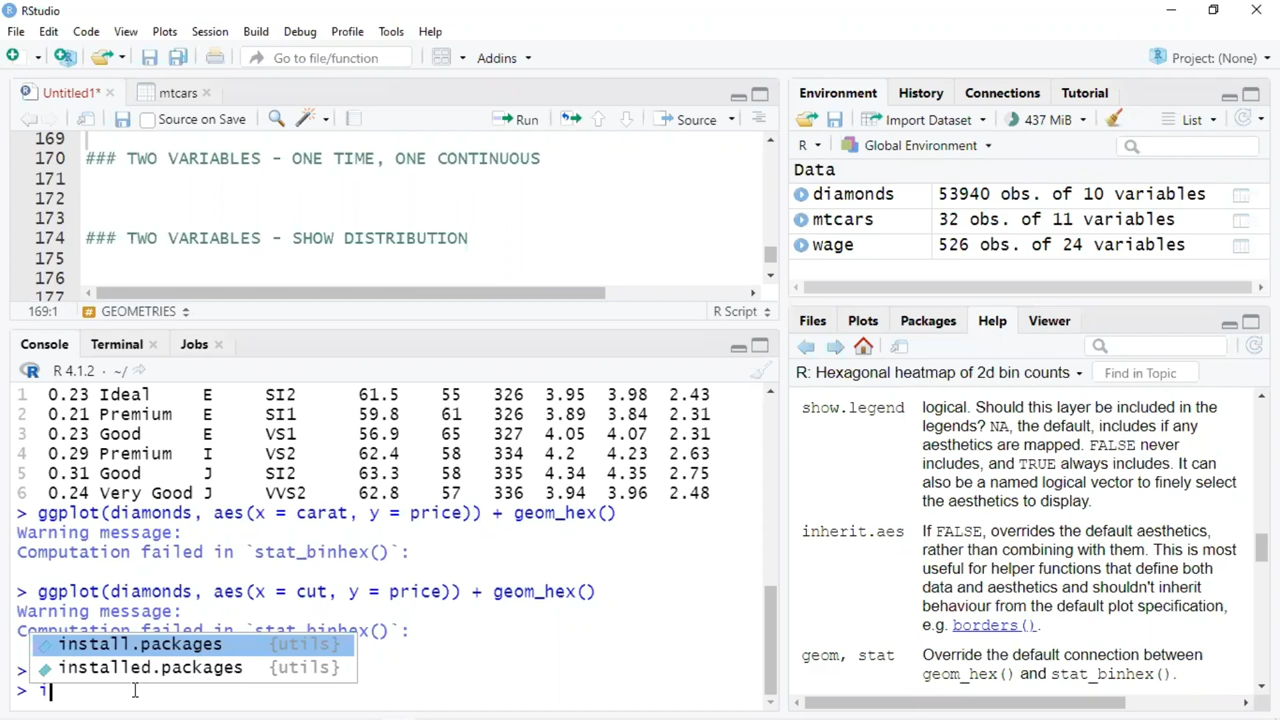 RStudio
File Edit Code View Plots Session Build Debug Profile Tools Help
Go to file/function Addins Project: (None)
Untitled1* mtcars
Source on Save Run Source
169
170 ### TWO VARIABLES - ONE TIME, ONE CONTINUOUS
171
172
173
174 ### TWO VARIABLES - SHOW DISTRIBUTION
175
176
177
169:1 # GEOMETRIES R Script
Console Terminal Jobs
R 4.1.2 · ~/
1 0.23 Ideal E SI2 61.5 55 326 3.95 3.98 2.43
2 0.21 Premium E SI1 59.8 61 326 3.89 3.84 2.31
3 0.23 Good E VS1 56.9 65 327 4.05 4.07 2.31
4 0.29 Premium I VS2 62.4 58 334 4.2 4.23 2.63
5 0.31 Good J SI2 63.3 58 335 4.34 4.35 2.75
6 0.24 Very Good J VVS2 62.8 57 336 3.94 3.96 2.48
> ggplot(diamonds, aes(x = carat, y = price)) + geom_hex()
Warning message:
Computation failed in `stat_binhex()`:
> ggplot(diamonds, aes(x = cut, y = price)) + geom_hex()
Warning message:
Computation failed in `stat_binhex()`:
install.packages {utils}
installed.packages {utils}
>
> i
Environment History Connections Tutorial
Import Dataset 437 MiB List
R Global Environment
Data
diamonds 53940 obs. of 10 variables
mtcars 32 obs. of 11 variables
wage 526 obs. of 24 variables
Files Plots Packages Help Viewer
R: Hexagonal heatmap of 2d bin counts Find in Topic
show.legend logical. Should this layer be included in the
legends? NA, the default, includes if any
aesthetics are mapped. FALSE never
includes, and TRUE always includes. It can
also be a named logical vector to finely select
the aesthetics to display.
inherit.aes If FALSE, overrides the default aesthetics,
rather than combining with them. This is most
useful for helper functions that define both
data and aesthetics and shouldn't inherit
behaviour from the default plot specification,
e.g. borders().
geom, stat Override the default connection between
geom_hex() and stat_binhex().